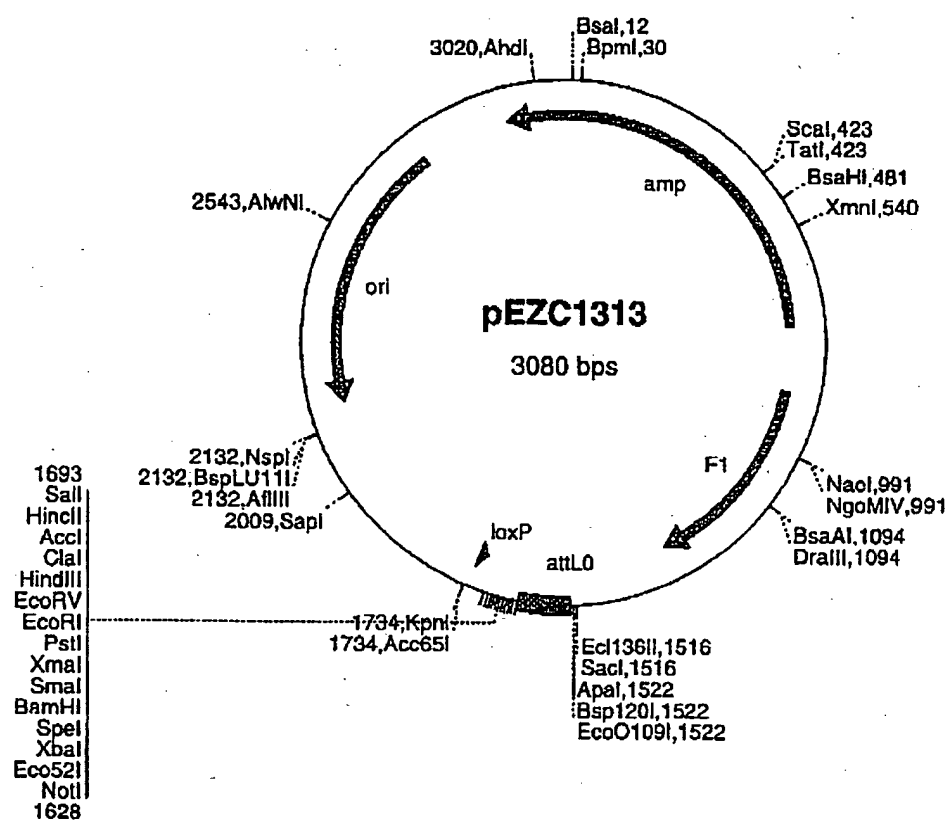 BsaI,12
3020,AhdI
BpmI,30
ScaI,423
TatI,423
BsaHI,481
XmnI,540
amp
2543,AlwNI
ori
pEZC1313
3080 bps
F1
2132,NspI
2132,BspLU11I
2132,AflIII
2009,SapI
NaeI,991
NgoMIV,991
BsaAI,1094
DraIII,1094
loxP
attL0
1734,KpnI
1734,Acc65I
Ecl136II,1516
SacI,1516
ApaI,1522
Bsp120I,1522
EcoO109I,1522
1693
SalI
HincII
AccI
ClaI
HindIII
EcoRV
EcoRI
PstI
XmaI
SmaI
BamHI
SpeI
XbaI
Eco52I
NotI
1628